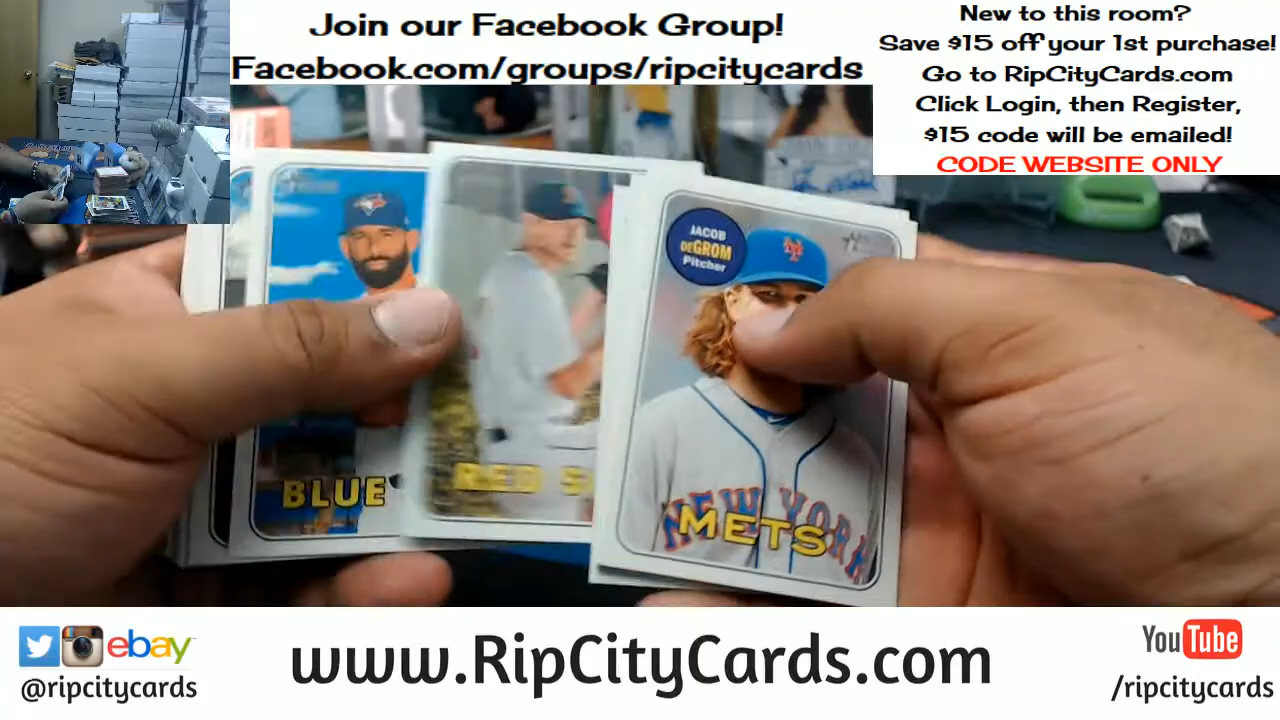 Join our Facebook Group!
Facebook.com/groups/ripcitycards
New to this room?
Save $15 off your 1st purchase!
Go to RipCityCards.com
Click Login, then Register,
$15 code will be emailed!
CODE WEBSITE ONLY
JACOB
DEGROM
Pitcher
BLUE
RED S
NEW YORK
METS
ebay
@ripcitycards
www.RipCityCards.com
YouTube
/ripcitycards